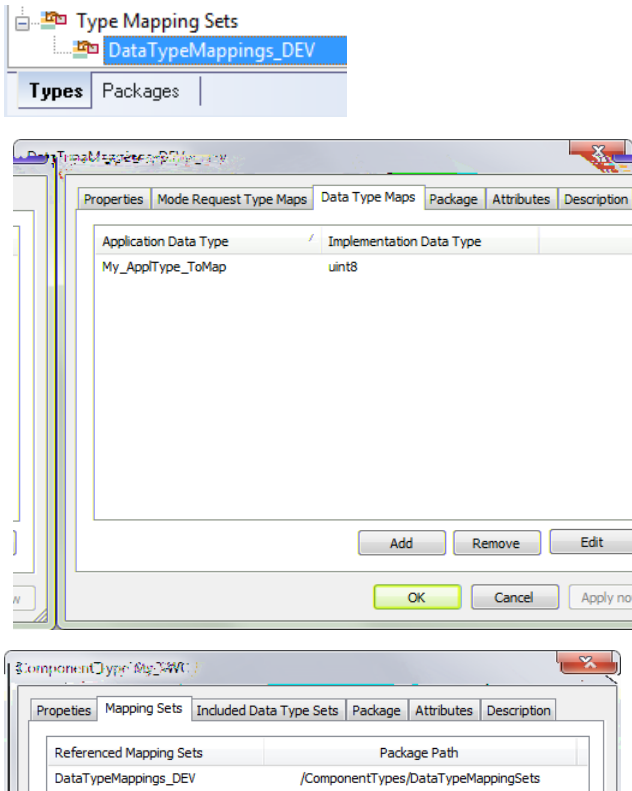 Type Mapping Sets
DataTypeMappings_DEV
Types Packages
Properties Mode Request Type Maps Data Type Maps Package Attributes Description
Application Data Type / Implementation Data Type
My_ApplType_ToMap uint8
Add Remove Edit
w OK Cancel Apply no
Propeties Mapping Sets Included Data Type Sets Package Attributes Description
Referenced Mapping Sets Package Path
DataTypeMappings_DEV /ComponentTypes/DataTypeMappingSets